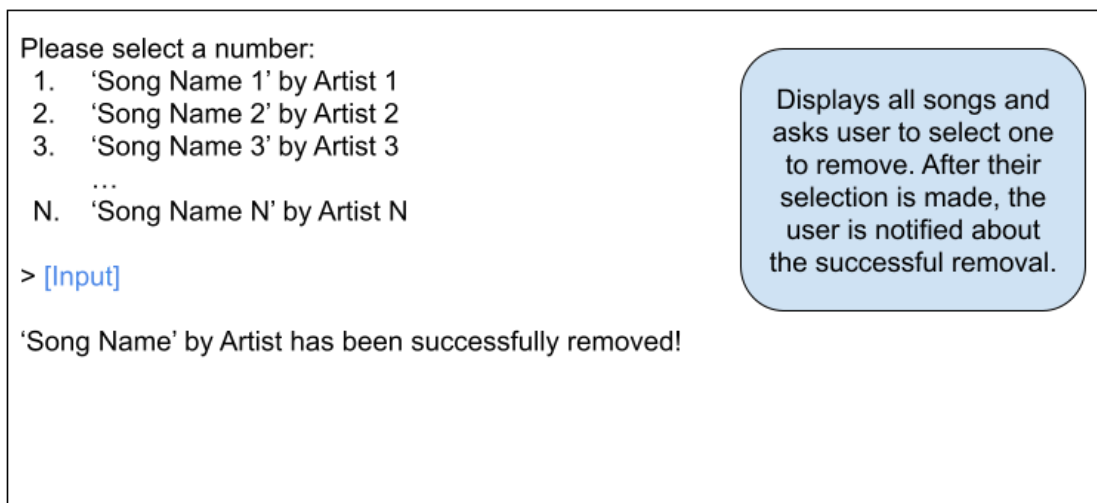 Please select a number:
1. ‘Song Name 1’ by Artist 1
2. ‘Song Name 2’ by Artist 2
3. ‘Song Name 3’ by Artist 3
…
N. ‘Song Name N’ by Artist N
> [Input]
‘Song Name’ by Artist has been successfully removed!
Displays all songs and
asks user to select one
to remove. After their
selection is made, the
user is notified about
the successful removal.